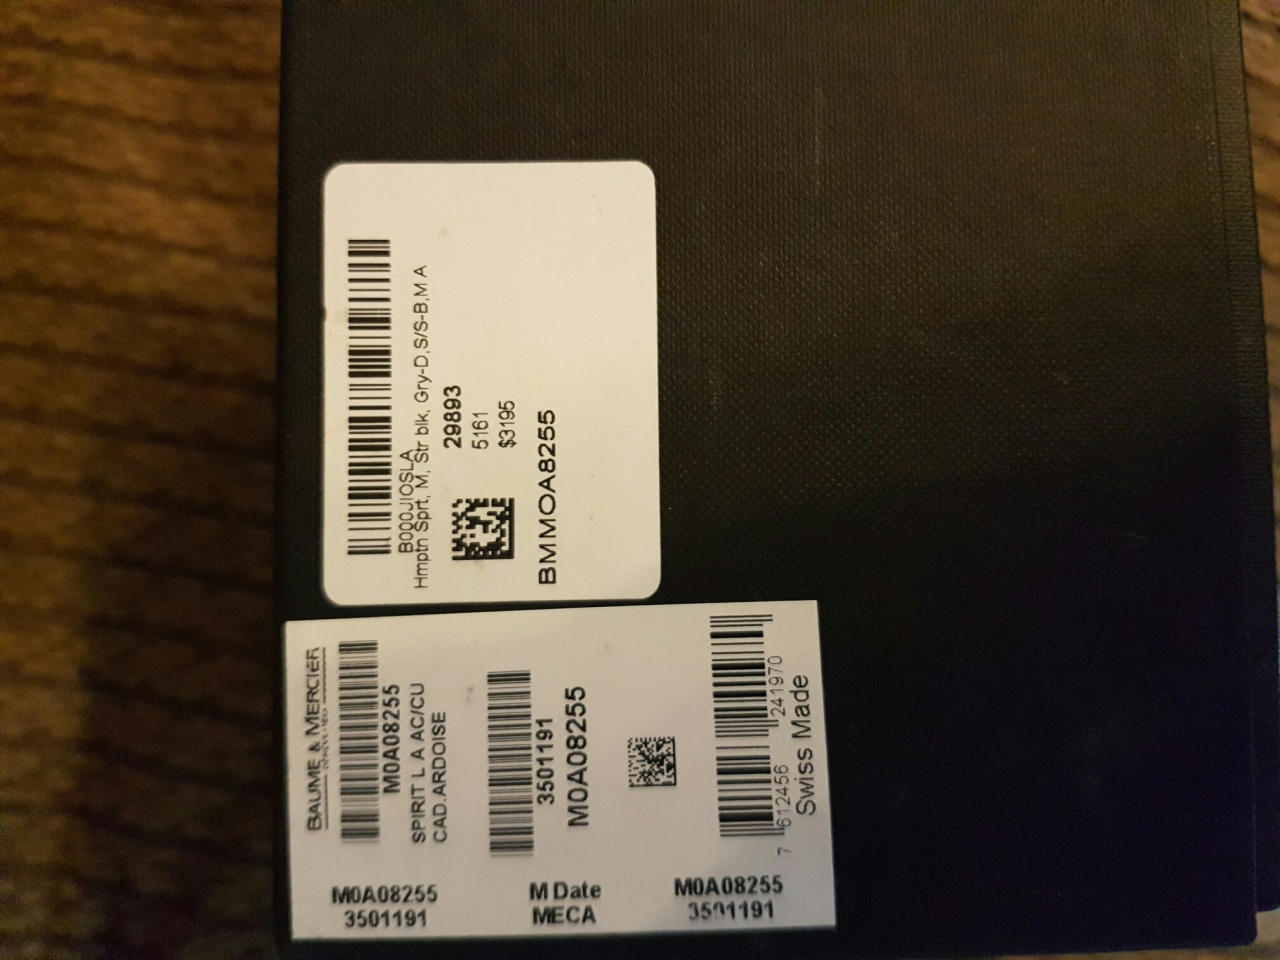 B000JIOSLA
Hmptn Sprt, M, Str blk, Gry-D,S/S-B,M A
29893
5161
$3195
BMMOA8255
BAUME & MERCIER
M0A08255
SPIRIT L A AC/CU
CAD.ARDOISE
3501191
M0A08255
7 612456 241970
Swiss Made
M0A08255
3501191
M Date
MECA
M0A08255
3501191